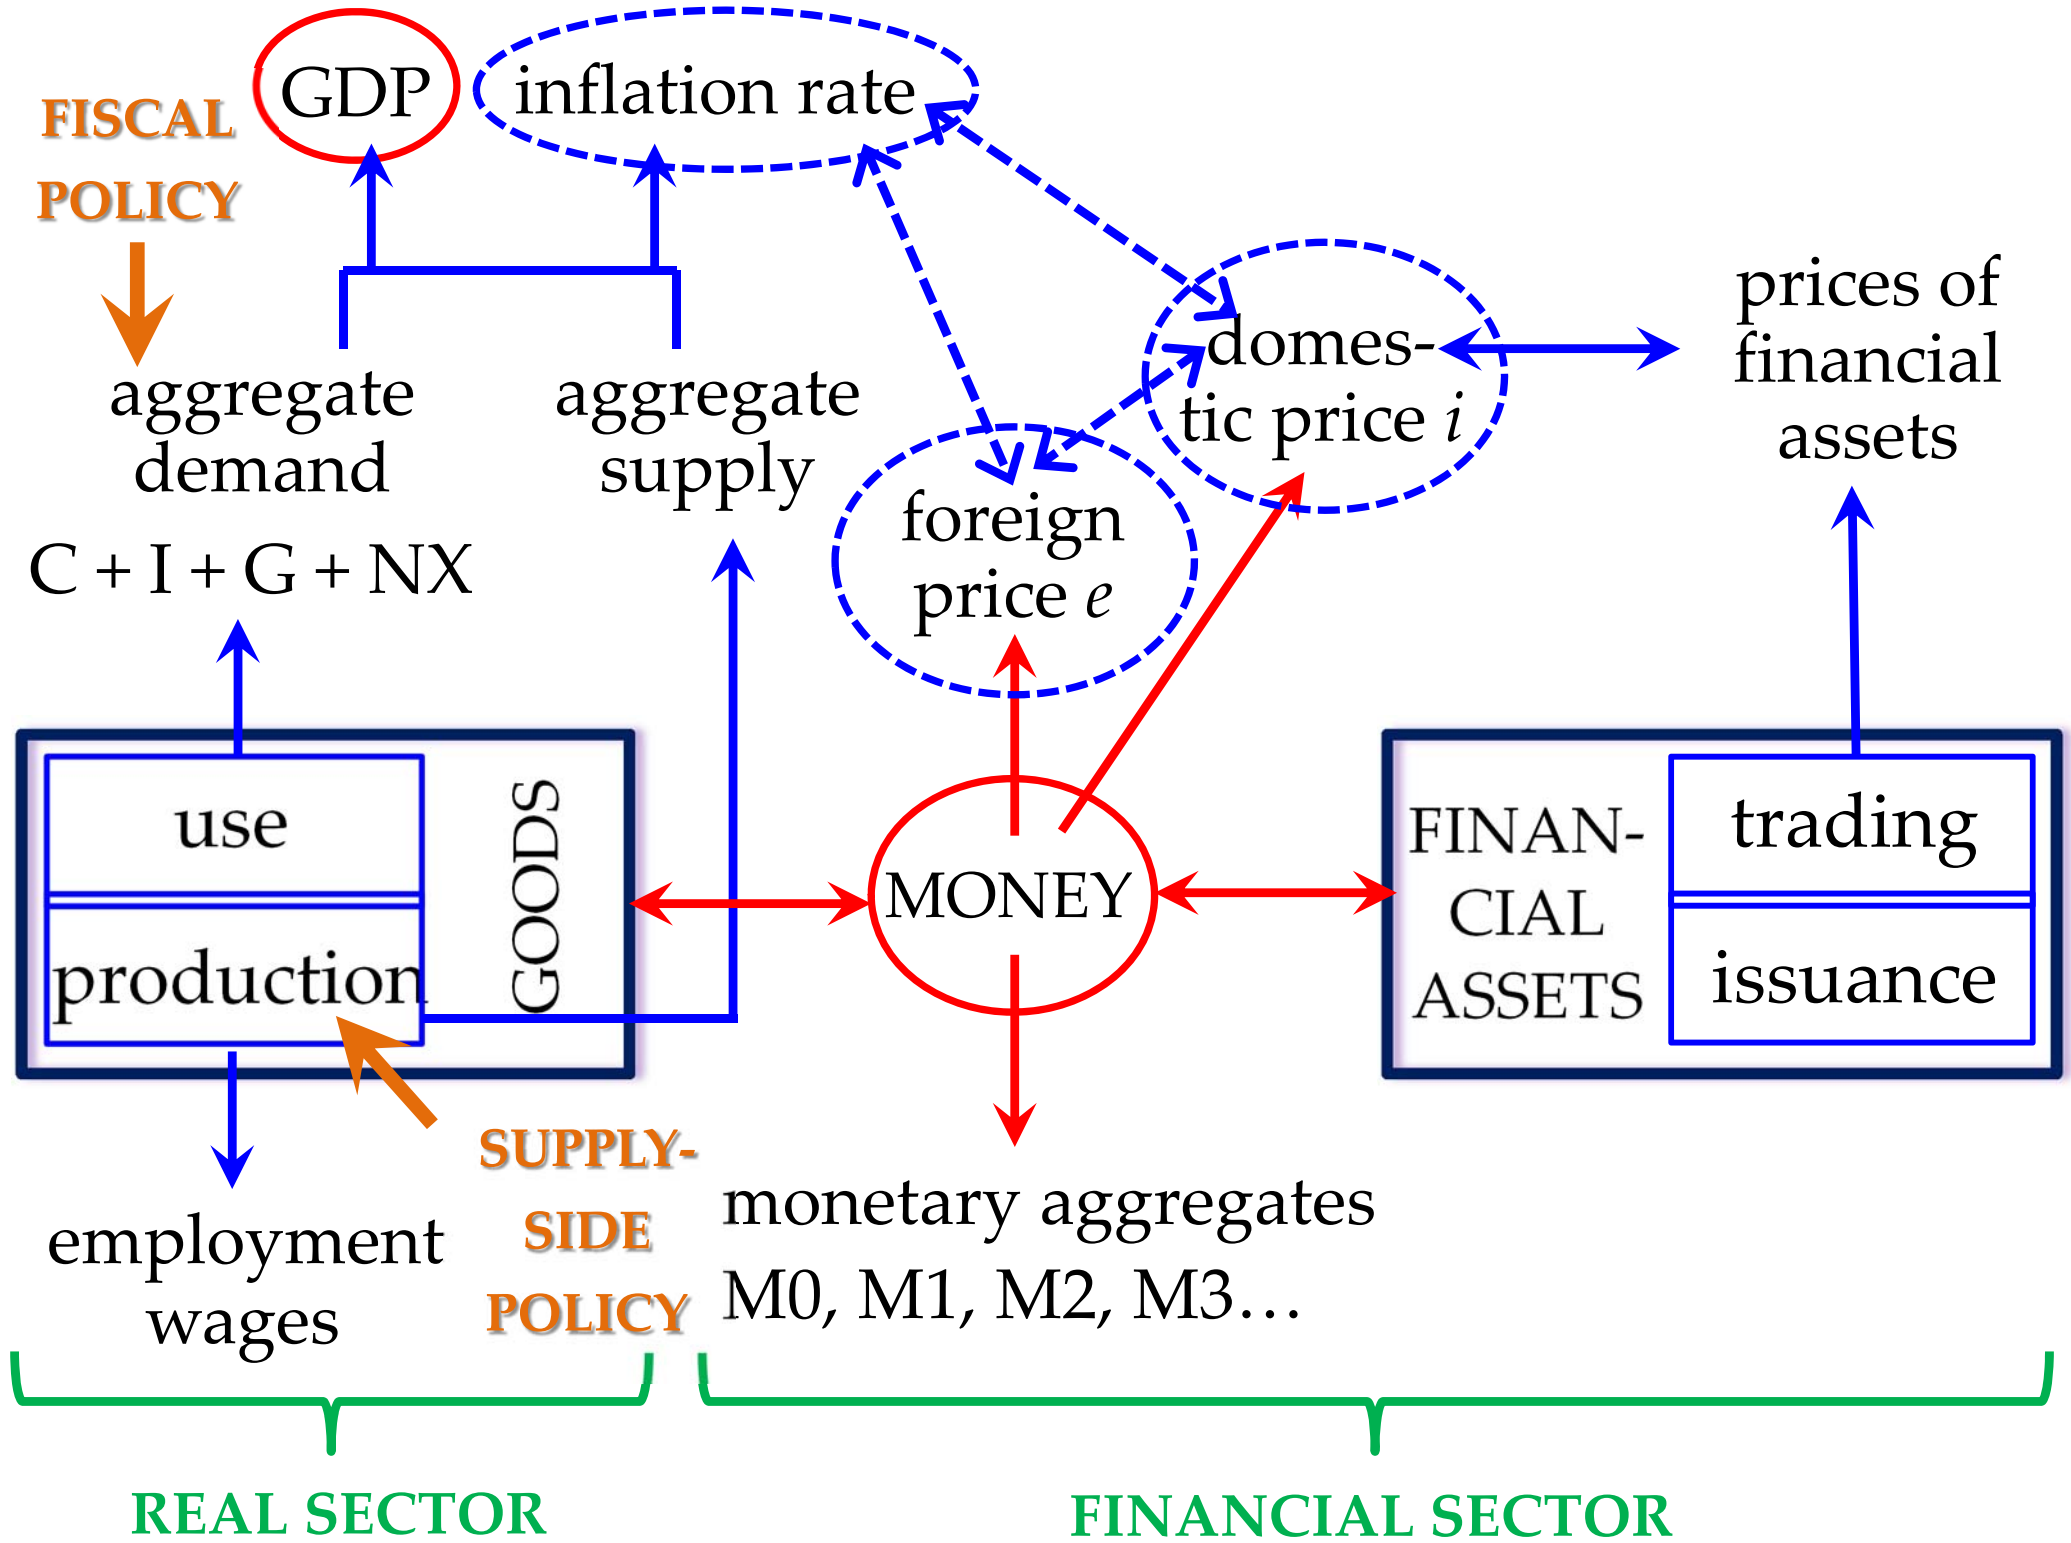 GDP
inflation rate
FISCAL
POLICY
aggregate
demand
C + I + G + NX
aggregate
supply
domes-
tic price i
foreign
price e
prices of
financial
assets
use
production
GOODS
MONEY
FINAN-
CIAL
ASSETS
trading
issuance
employment
wages
SUPPLY-
SIDE
POLICY
monetary aggregates
M0, M1, M2, M3…
REAL SECTOR
FINANCIAL SECTOR